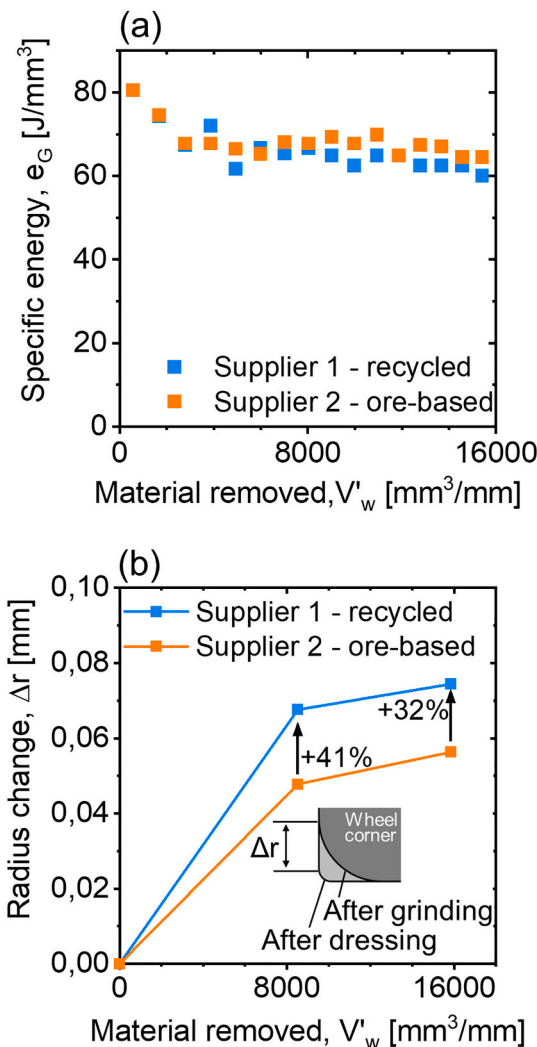 (a)
Specific energy, e_G [J/mm³]
80
60
40
20
0
Supplier 1 - recycled
Supplier 2 - ore-based
0
8000
16000
Material removed,V'_w [mm³/mm]
(b)
Radius change, Δr [mm]
0,10
0,08
0,06
0,04
0,02
0,00
Supplier 1 - recycled
Supplier 2 - ore-based
+32%
+41%
Wheel
corner
Δr
After grinding
After dressing
0
8000
16000
Material removed, V'_w [mm³/mm]